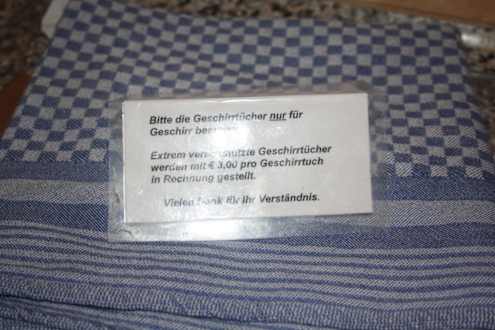 Bitte die Geschirrtücher nur für
Geschirr
Extrem verschmutzte Geschirrtücher
werden mit € 3,00 pro Geschirrtuch
in Rechnung gestellt.
Vielen Dank für Ihr Verständnis.